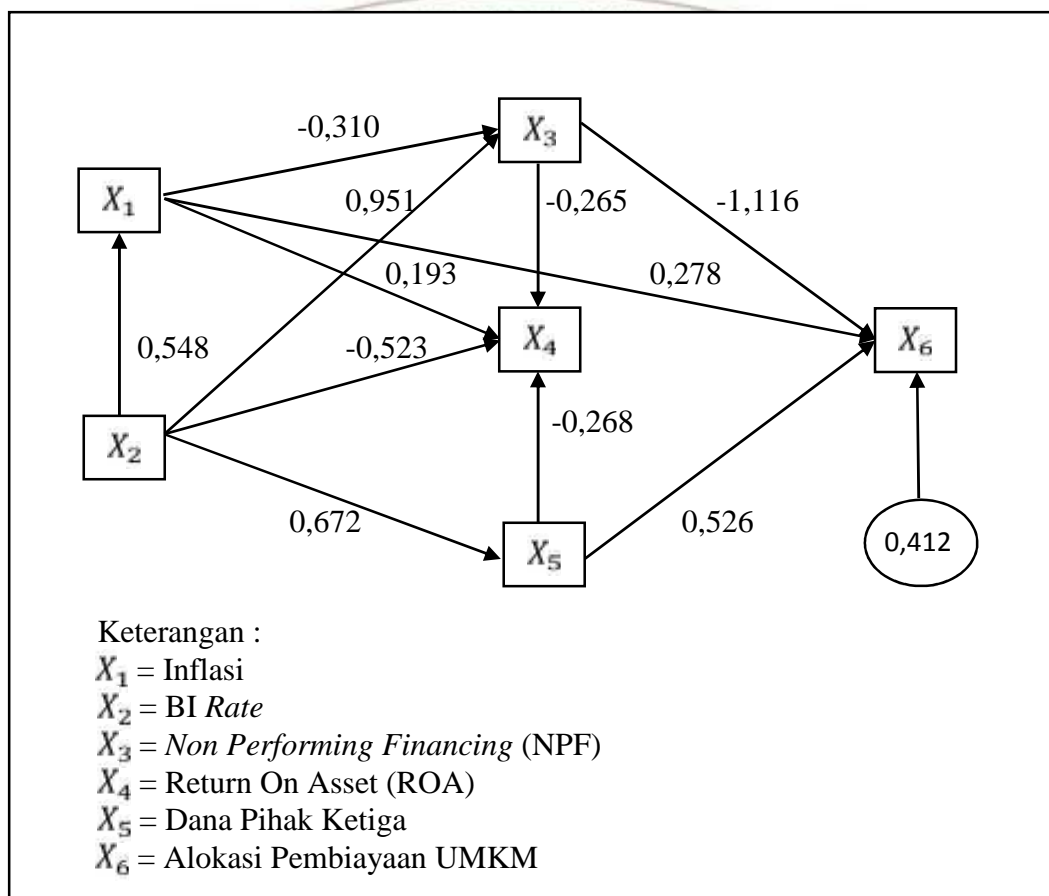 X₃
-0,310
X₁
0,951
-0,265
-1,116
0,193
0,278
X₄
X₆
0,548
-0,523
X₂
-0,268
0,672
X₅
0,526
0,412
Keterangan :
X₁ = Inflasi
X₂ = BI Rate
X₃ = Non Performing Financing (NPF)
X₄ = Return On Asset (ROA)
X₅ = Dana Pihak Ketiga
X₆ = Alokasi Pembiayaan UMKM